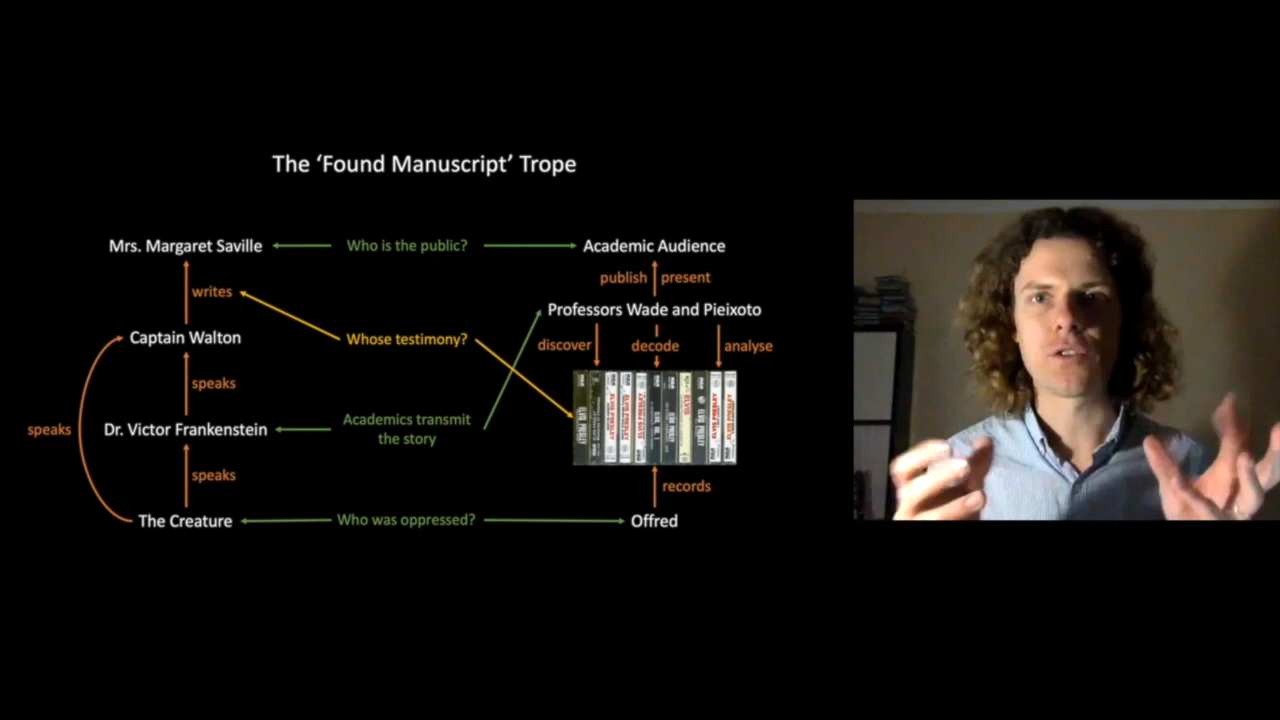 The ‘Found Manuscript’ Trope
Mrs. Margaret Saville
Who is the public?
Academic Audience
publish
present
writes
Professors Wade and Pieixoto
Captain Walton
Whose testimony?
discover
decode
analyse
speaks
speaks
Dr. Victor Frankenstein
Academics transmit
the story
speaks
records
The Creature
Who was oppressed?
Offred